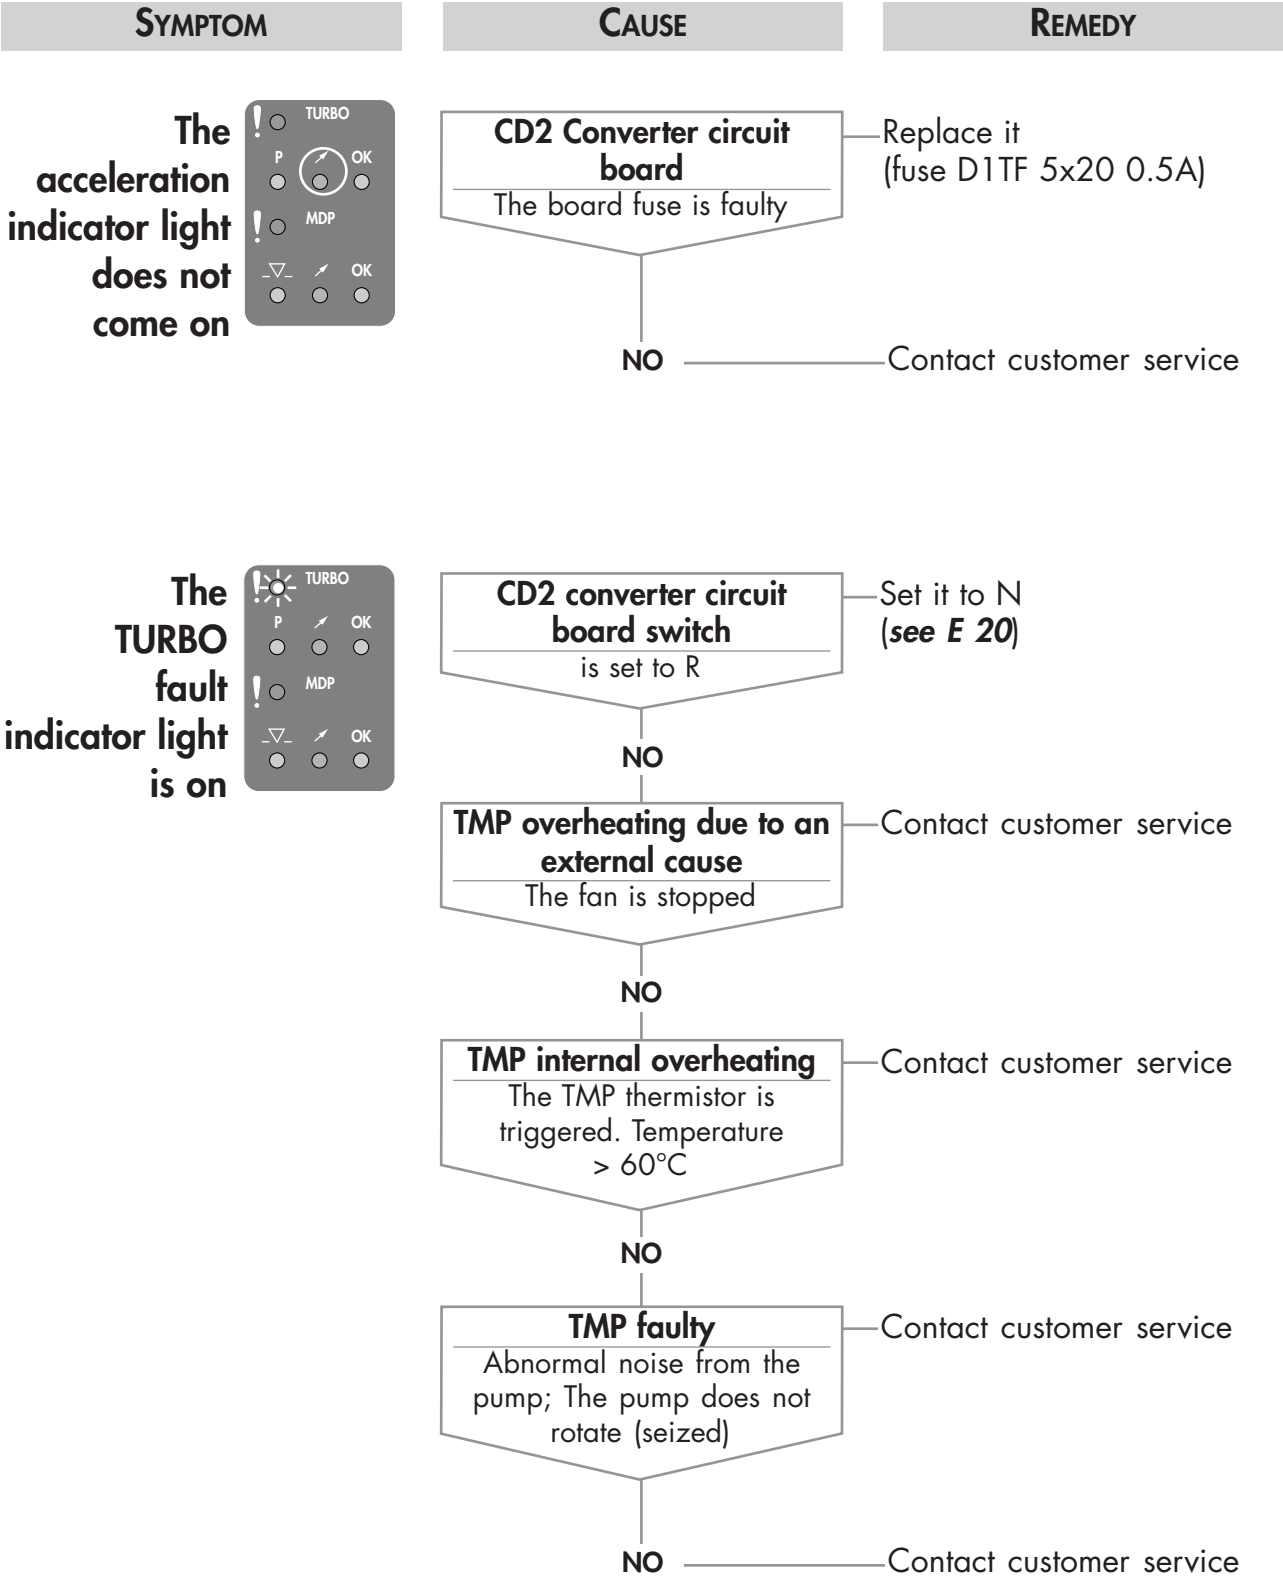 SYMPTOM
CAUSE
REMEDY
The
acceleration
indicator light
does not
come on
! TURBO
P OK
! MDP
OK
CD2 Converter circuit
board
The board fuse is faulty
Replace it
(fuse D1TF 5x20 0.5A)
NO
Contact customer service
The
TURBO
fault
indicator light
is on
! TURBO
P OK
! MDP
OK
CD2 converter circuit
board switch
is set to R
Set it to N
(see E 20)
NO
TMP overheating due to an
external cause
The fan is stopped
Contact customer service
NO
TMP internal overheating
The TMP thermistor is
triggered. Temperature
> 60°C
Contact customer service
NO
TMP faulty
Abnormal noise from the
pump; The pump does not
rotate (seized)
Contact customer service
NO
Contact customer service